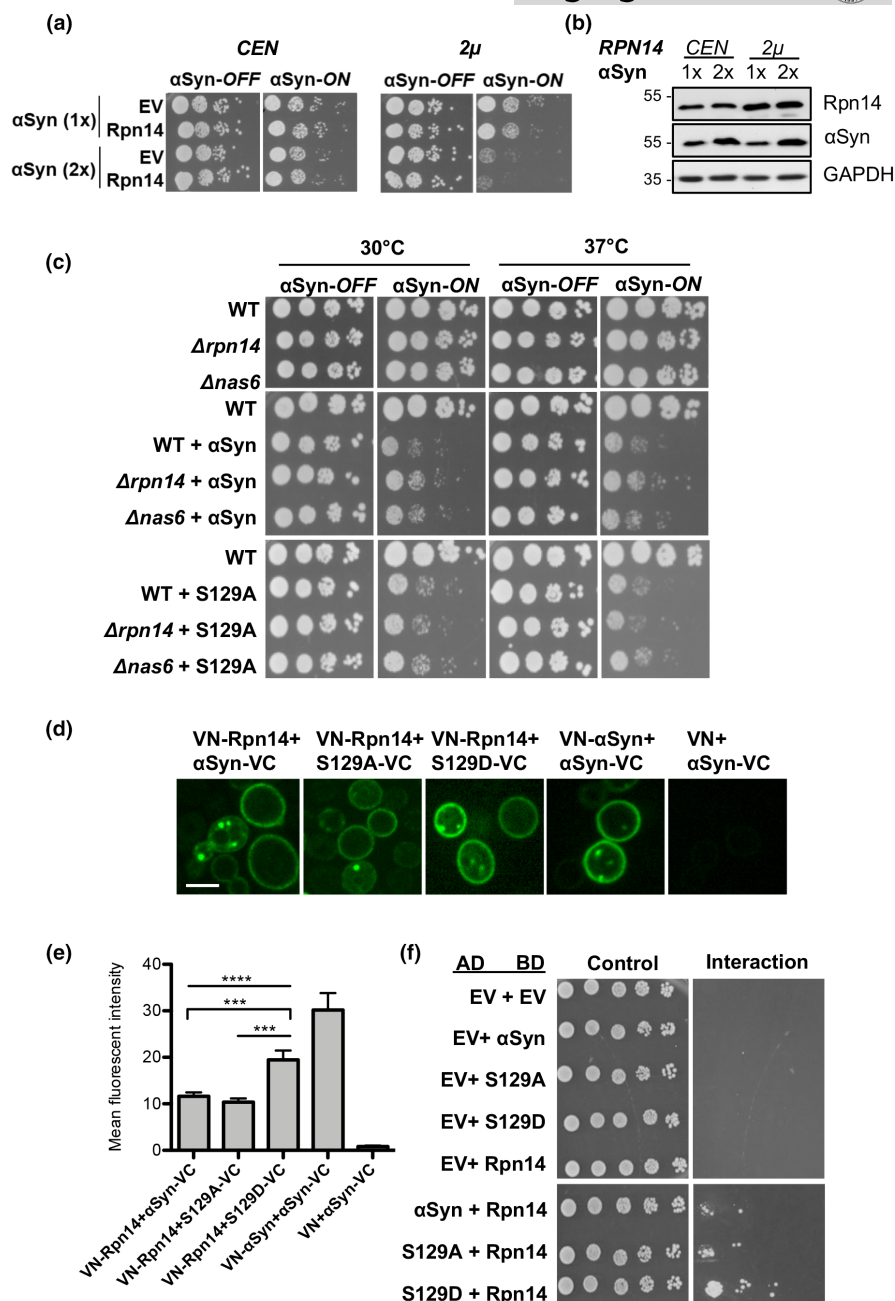 (a)
CEN
2μ
αSyn-OFF αSyn-ON
αSyn-OFF αSyn-ON
αSyn (1x)
EV
Rpn14
αSyn (2x)
EV
Rpn14
(b)
RPN14 CEN 2μ
αSyn 1x 2x 1x 2x
55 - Rpn14
55 - αSyn
35 - GAPDH
(c)
30°C 37°C
αSyn-OFF αSyn-ON αSyn-OFF αSyn-ON
WT
Δrpn14
Δnas6
WT
WT + αSyn
Δrpn14 + αSyn
Δnas6 + αSyn
WT
WT + S129A
Δrpn14 + S129A
Δnas6 + S129A
(d)
VN-Rpn14+ VN-Rpn14+ VN-Rpn14+ VN-αSyn+ VN+
αSyn-VC S129A-VC S129D-VC αSyn-VC αSyn-VC
(e)
Mean fluorescent intensity
40
30
20
10
0
****
***
***
VN-Rpn14+αSyn-VC
VN-Rpn14+S129A-VC
VN-Rpn14+S129D-VC
VN-αSyn+αSyn-VC
VN+αSyn-VC
(f)
AD BD Control Interaction
EV + EV
EV+ αSyn
EV+ S129A
EV+ S129D
EV+ Rpn14
αSyn + Rpn14
S129A + Rpn14
S129D + Rpn14